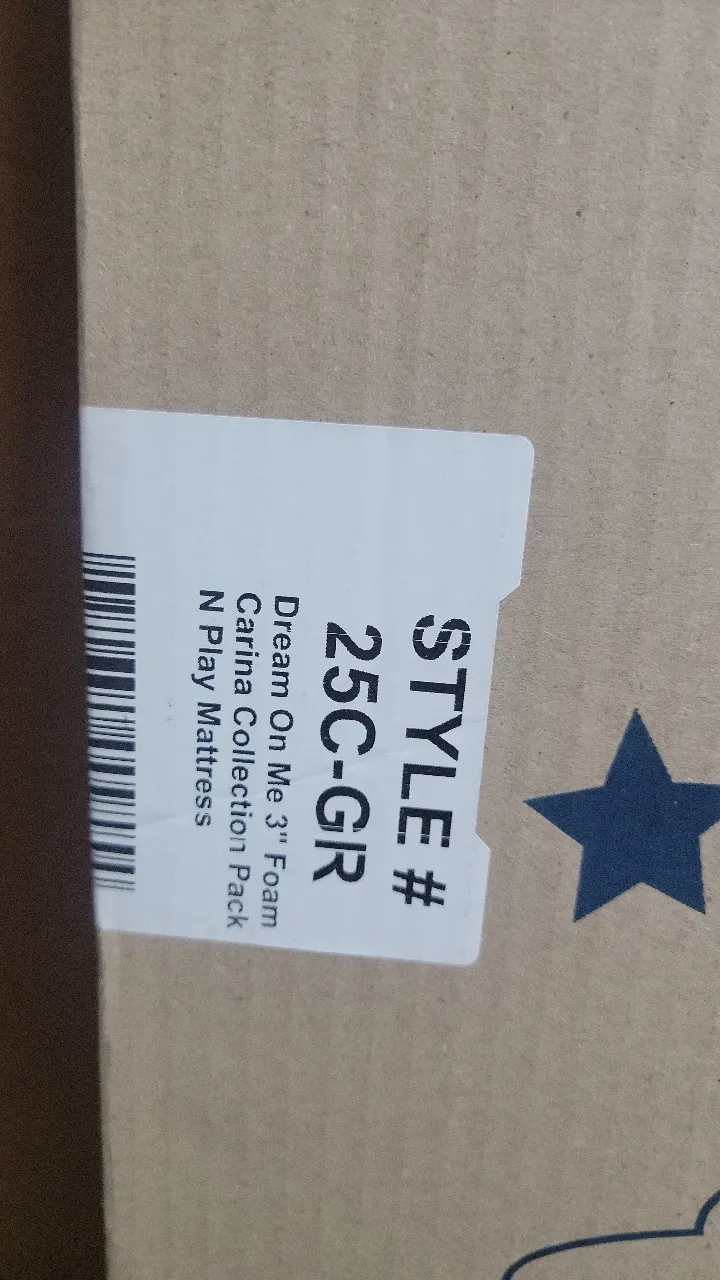 STYLE #
25C-GR
Dream On Me 3" Foam
Carina Collection Pack
N Play Mattress